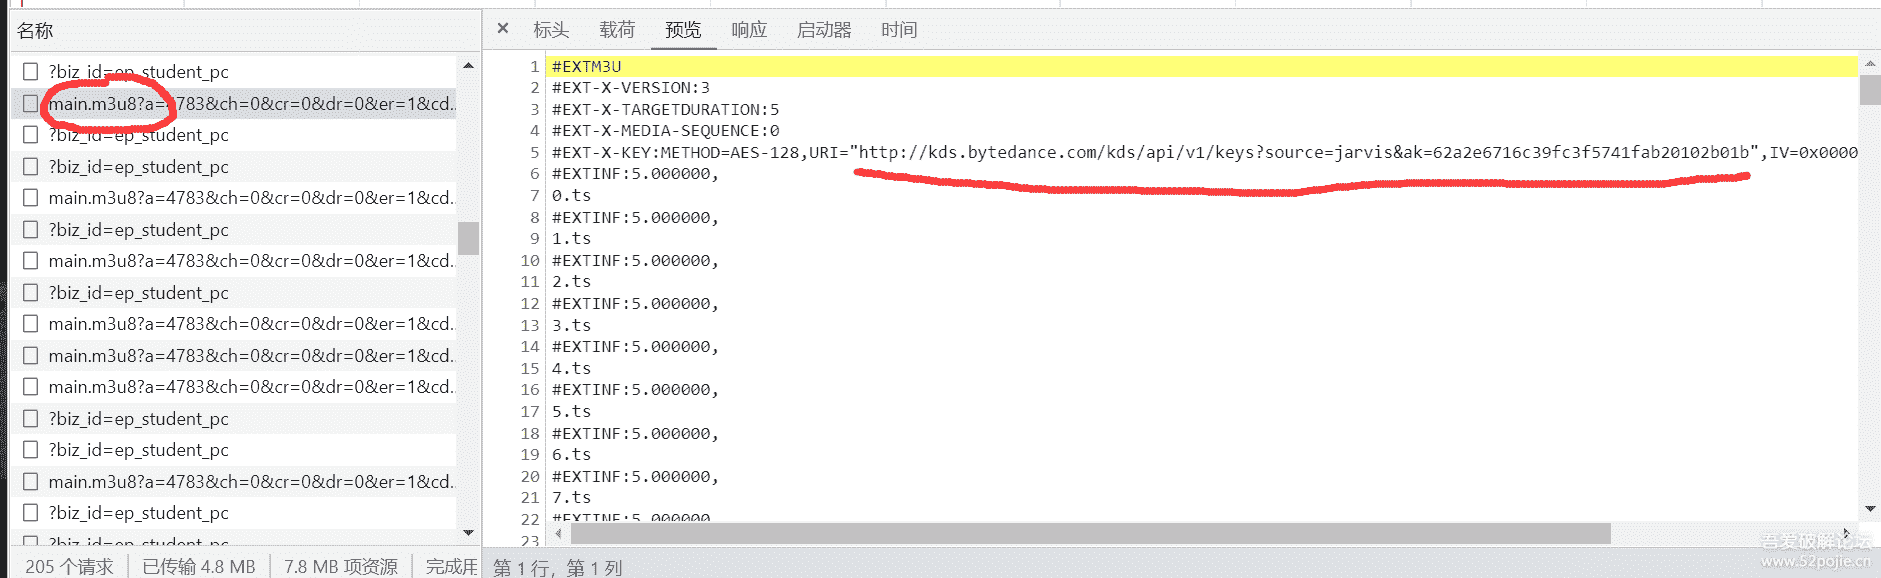 名称
?biz_id=ep_student_pc
main.m3u8?a=4783&ch=0&cr=0&dr=0&er=1&cd..
?biz_id=ep_student_pc
?biz_id=ep_student_pc
main.m3u8?a=4783&ch=0&cr=0&dr=0&er=1&cd..
?biz_id=ep_student_pc
main.m3u8?a=4783&ch=0&cr=0&dr=0&er=1&cd..
?biz_id=ep_student_pc
main.m3u8?a=4783&ch=0&cr=0&dr=0&er=1&cd..
main.m3u8?a=4783&ch=0&cr=0&dr=0&er=1&cd..
main.m3u8?a=4783&ch=0&cr=0&dr=0&er=1&cd..
?biz_id=ep_student_pc
?biz_id=ep_student_pc
main.m3u8?a=4783&ch=0&cr=0&dr=0&er=1&cd..
?biz_id=ep_student_pc
?biz_id=ep_student_pc
205 个请求 已传输 4.8 MB 7.8 MB 项资源 完成用
× 标头 载荷 预览 响应 启动器 时间
1 #EXTM3U
2 #EXT-X-VERSION:3
3 #EXT-X-TARGETDURATION:5
4 #EXT-X-MEDIA-SEQUENCE:0
5 #EXT-X-KEY:METHOD=AES-128,URI="http://kds.bytedance.com/kds/api/v1/keys?source=jarvis&ak=62a2e6716c39fc3f5741fab20102b01b",IV=0x0000
6 #EXTINF:5.000000,
7 0.ts
8 #EXTINF:5.000000,
9 1.ts
10 #EXTINF:5.000000,
11 2.ts
12 #EXTINF:5.000000,
13 3.ts
14 #EXTINF:5.000000,
15 4.ts
16 #EXTINF:5.000000,
17 5.ts
18 #EXTINF:5.000000,
19 6.ts
20 #EXTINF:5.000000,
21 7.ts
22 #EXTINF:5.000000
23
第 1 行，第 1 列
吾爱破解论坛
www.52pojie.cn